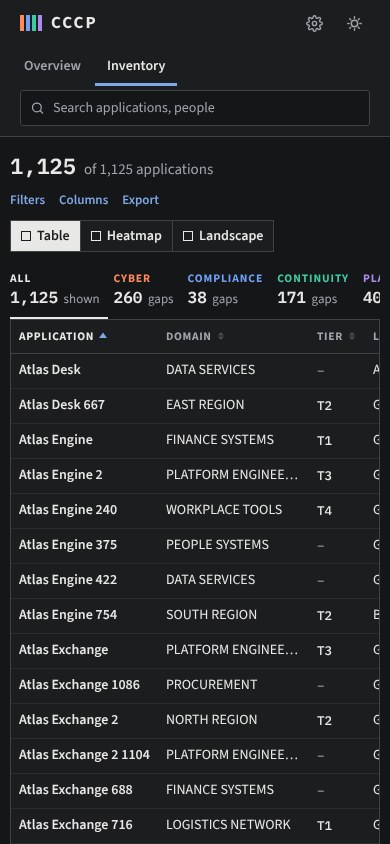 CCCP
Overview Inventory
Search applications, people
1,125 of 1,125 applications
Filters Columns Export
Table Heatmap Landscape
ALL CYBER COMPLIANCE CONTINUITY
1,125 shown 260 gaps 38 gaps 171 gaps
APPLICATION DOMAIN TIER
Atlas Desk DATA SERVICES –
Atlas Desk 667 EAST REGION T2
Atlas Engine FINANCE SYSTEMS T1
Atlas Engine 2 PLATFORM ENGINEE... T3
Atlas Engine 240 WORKPLACE TOOLS T4
Atlas Engine 375 PEOPLE SYSTEMS –
Atlas Engine 422 DATA SERVICES –
Atlas Engine 754 SOUTH REGION T2
Atlas Exchange PLATFORM ENGINEE... T3
Atlas Exchange 1086 PROCUREMENT –
Atlas Exchange 2 NORTH REGION T2
Atlas Exchange 2 1104 PLATFORM ENGINEE... –
Atlas Exchange 688 FINANCE SYSTEMS –
Atlas Exchange 716 LOGISTICS NETWORK T1